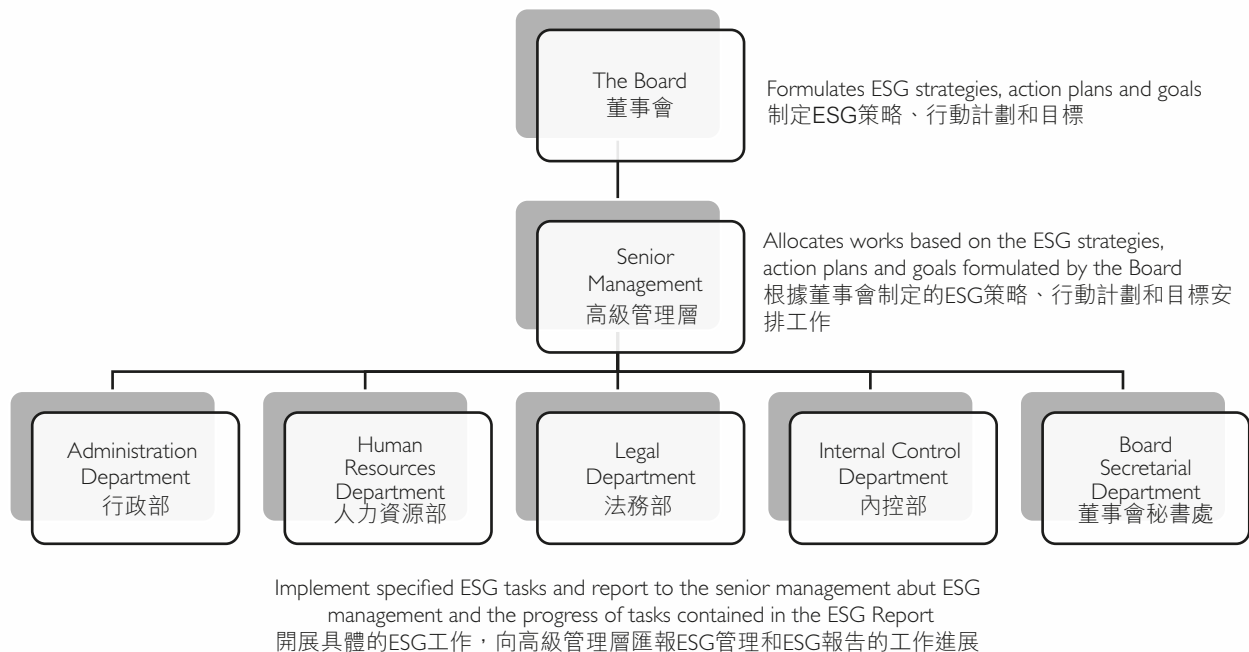 The Board
董事會
Formulates ESG strategies, action plans and goals
制定ESG策略、行動計劃和目標
Senior
Management
高級管理層
Allocates works based on the ESG strategies,
action plans and goals formulated by the Board
根據董事會制定的ESG策略、行動計劃和目標安
排工作
Administration
Department
行政部
Human
Resources
Department
人力資源部
Legal
Department
法務部
Internal Control
Department
內控部
Board
Secretarial
Department
董事會秘書處
Implement specified ESG tasks and report to the senior management abut ESG
management and the progress of tasks contained in the ESG Report
開展具體的ESG工作，向高級管理層匯報ESG管理和ESG報告的工作進展